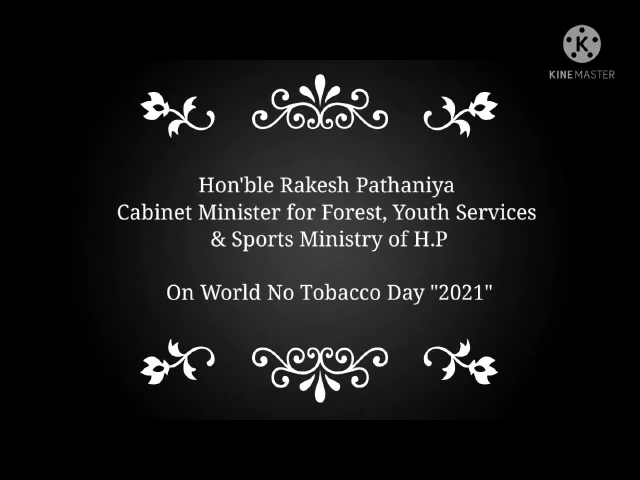 KINEMASTER
Hon'ble Rakesh Pathaniya
Cabinet Minister for Forest, Youth Services
& Sports Ministry of H.P
On World No Tobacco Day "2021"